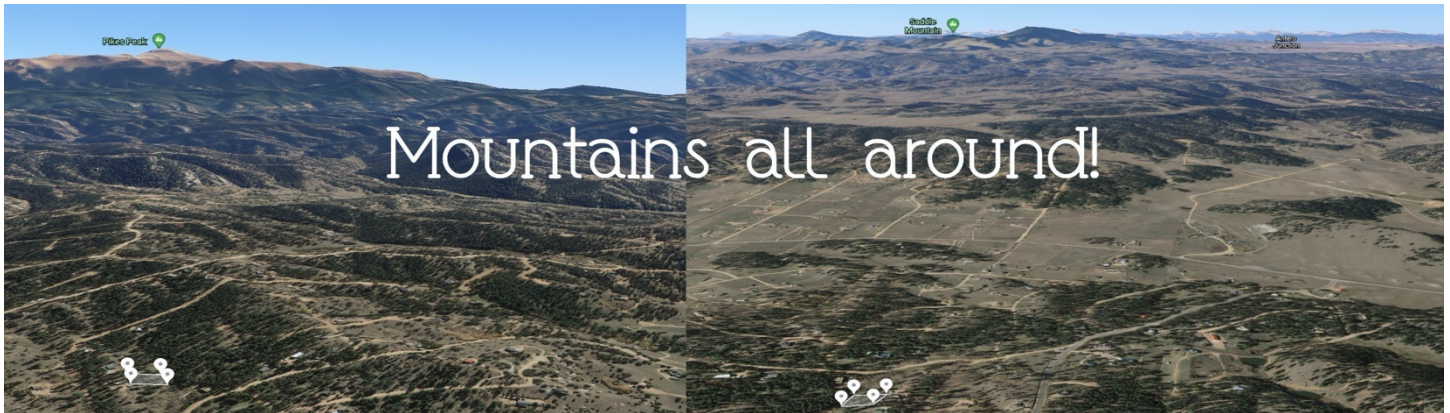 Pikes Peak
Saddle
Mountain
Antero
Junction
Mountains all around!